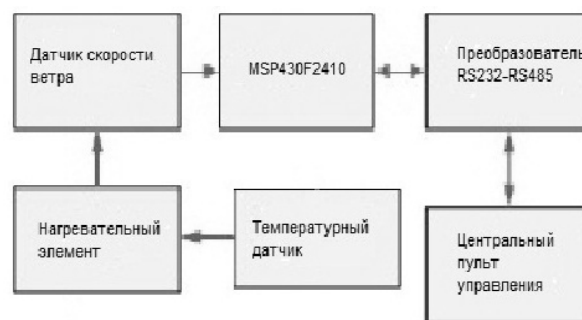 Датчик скорости
ветра
MSP430F2410
Преобразователь
RS232-RS485
Нагревательный
элемент
Температурный
датчик
Центральный
пульт
управления